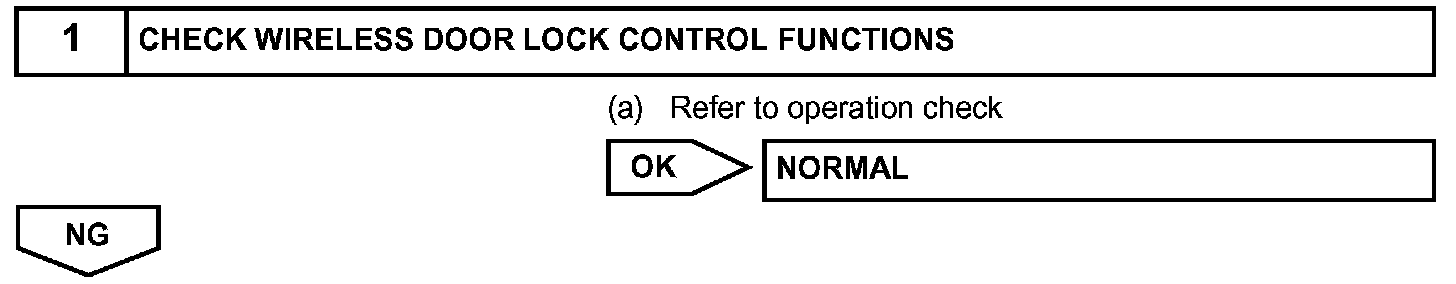 1 CHECK WIRELESS DOOR LOCK CONTROL FUNCTIONS
(a) Refer to operation check
OK NORMAL
NG